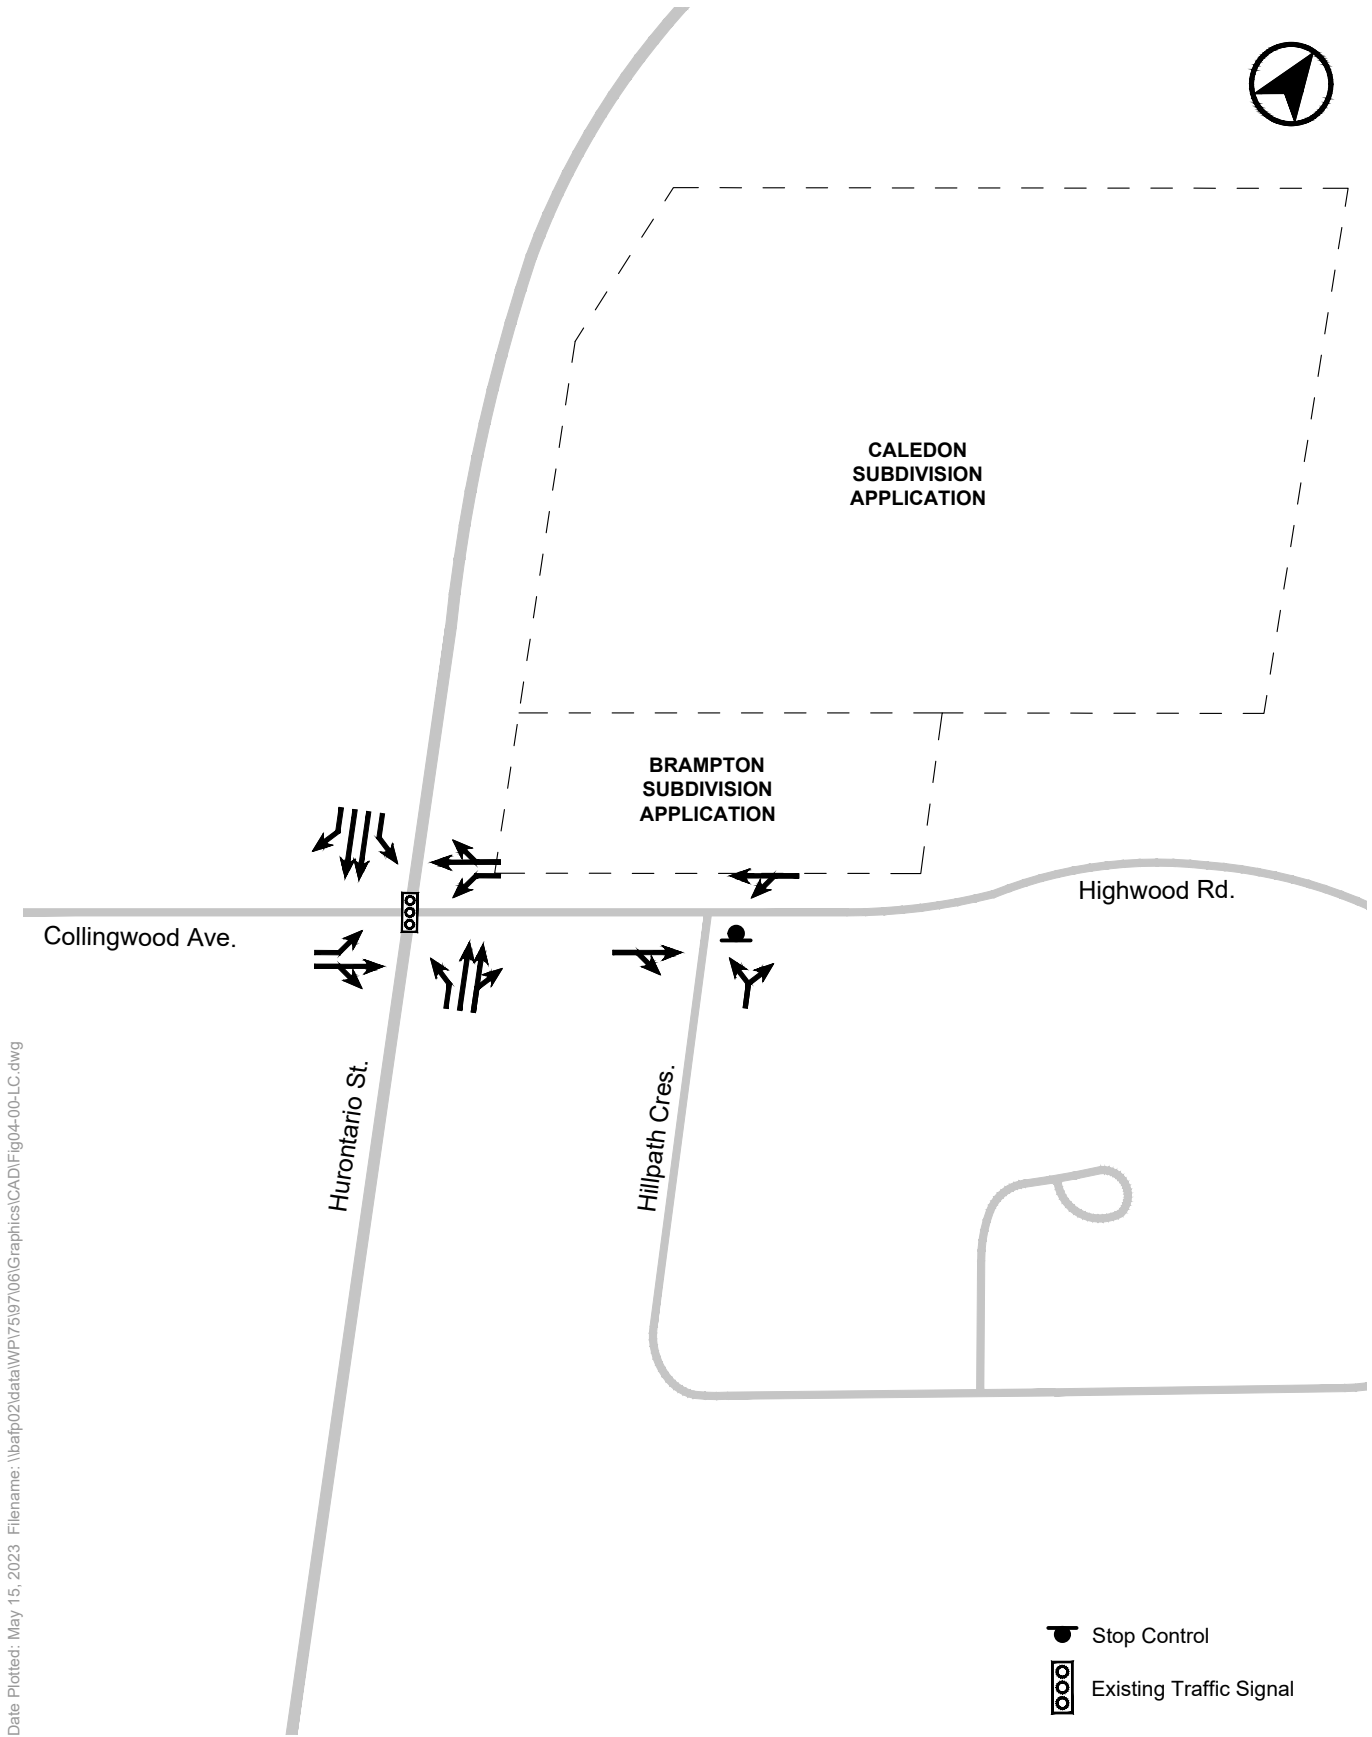 CALEDON
SUBDIVISION
APPLICATION
BRAMPTON
SUBDIVISION
APPLICATION
Highwood Rd.
Collingwood Ave.
Hurontario St.
Hillpath Cres.
Stop Control
Existing Traffic Signal
Date Plotted: May 15, 2023 Filename: \\bafp02\data\WP\75\97\06\Graphics\CAD\Fig04-00-LC.dwg